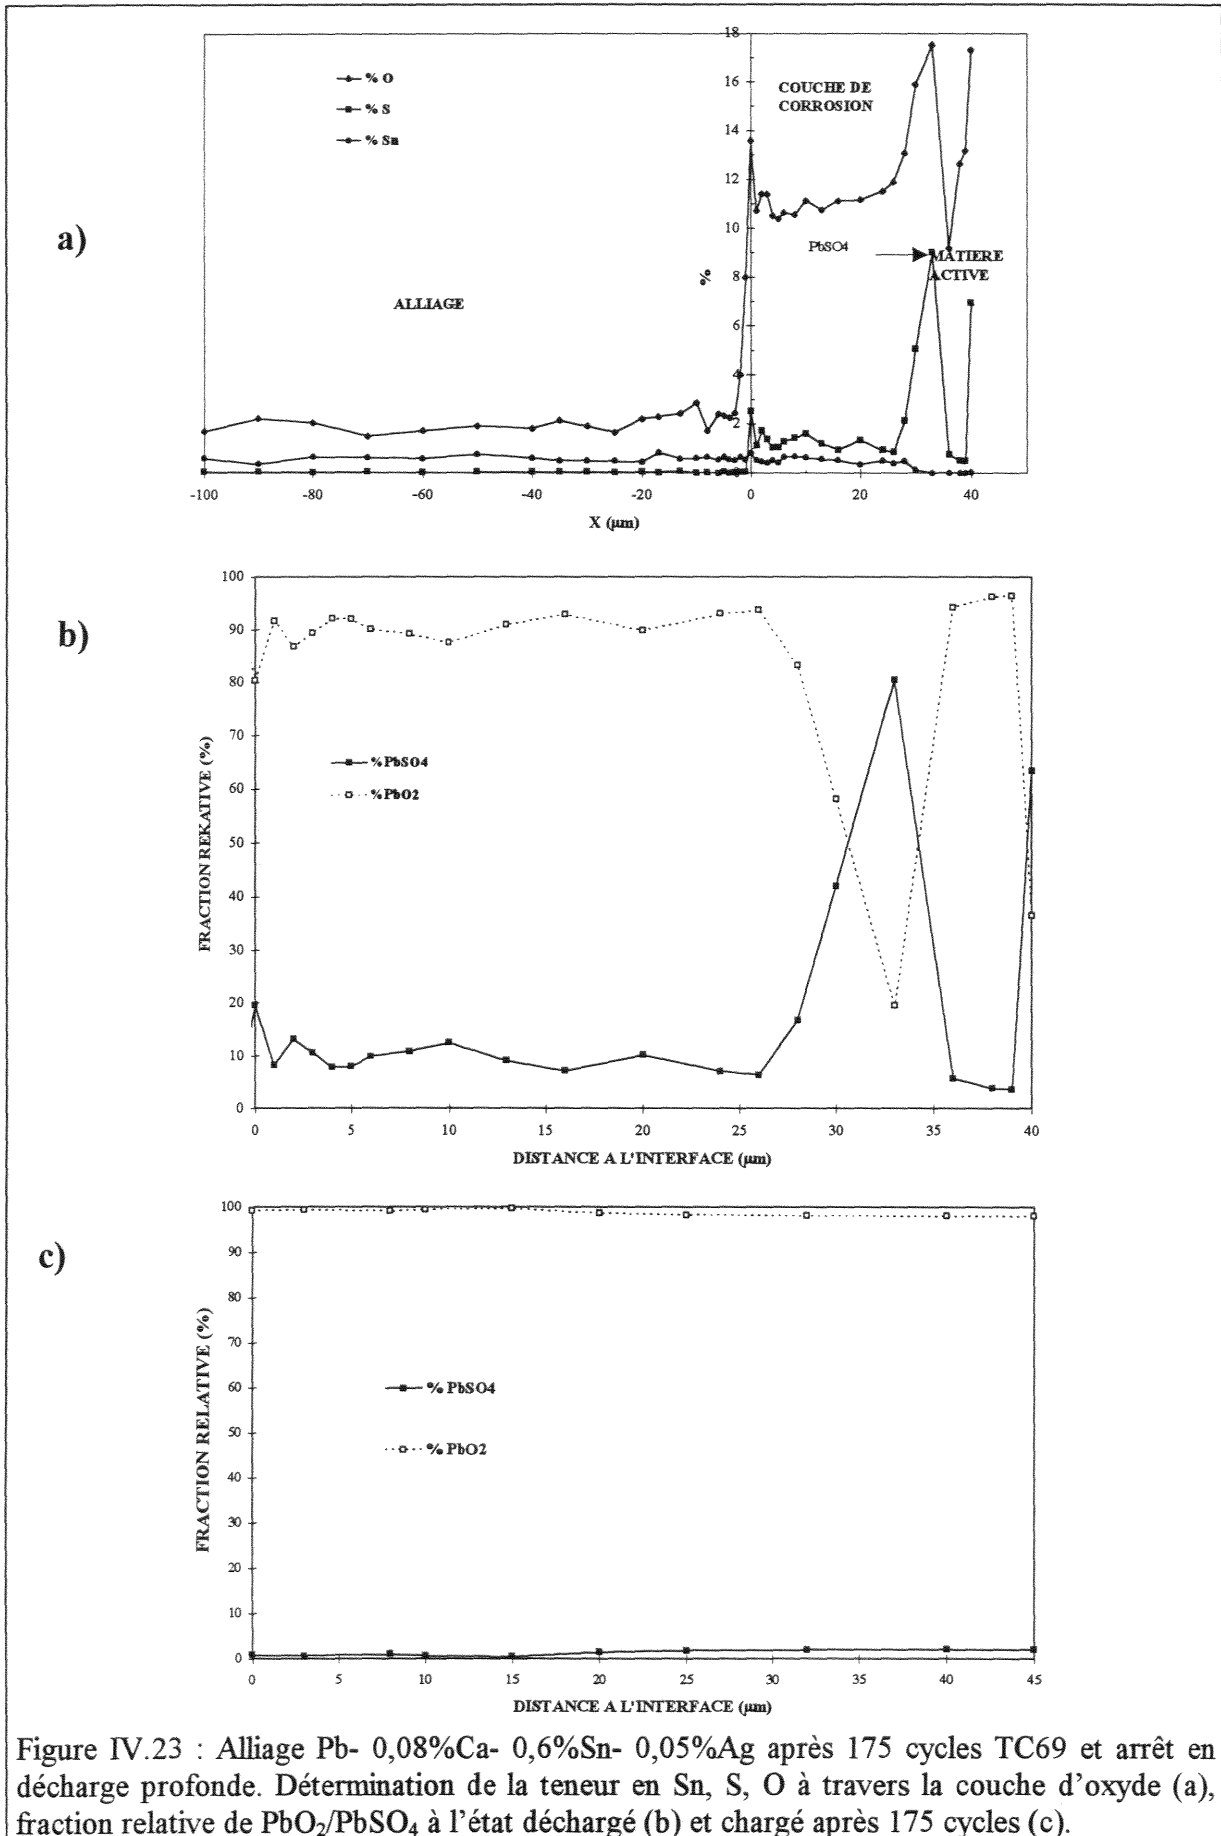 a)
18
16
14
12
10
8
6
4
2
%
% O
% S
% Sn
COUCHE DE
CORROSION
PbSO4
MATIERE
ACTIVE
ALLIAGE
-100 -80 -60 -40 -20 0 20 40
X (µm)
b)
100
90
80
70
60
50
40
30
20
10
0
FRACTION REKATIVE (%)
%PbSO4
%PbO2
0 5 10 15 20 25 30 35 40
DISTANCE A L'INTERFACE (µm)
c)
100
90
80
70
60
50
40
30
20
10
0
FRACTION RELATIVE (%)
% PbSO4
% PbO2
0 5 10 15 20 25 30 35 40 45
DISTANCE A L'INTERFACE (µm)
Figure IV.23 : Alliage Pb- 0,08%Ca- 0,6%Sn- 0,05%Ag après 175 cycles TC69 et arrêt en
décharge profonde. Détermination de la teneur en Sn, S, O à travers la couche d'oxyde (a),
fraction relative de PbO₂/PbSO₄ à l'état déchargé (b) et chargé après 175 cycles (c).